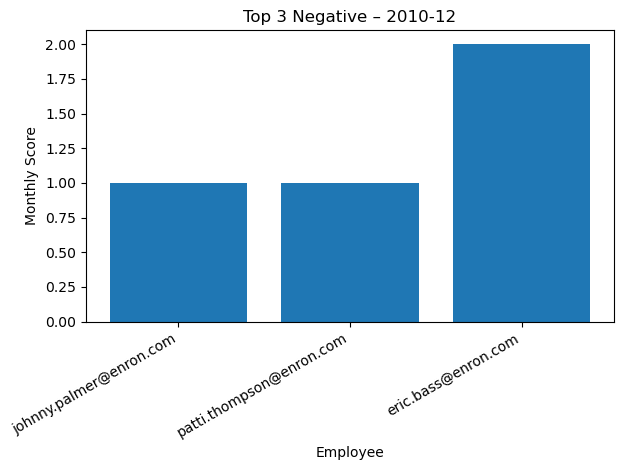 Top 3 Negative – 2010-12
Monthly Score
2.00
1.75
1.50
1.25
1.00
0.75
0.50
0.25
0.00
johnny.palmer@enron.com
patti.thompson@enron.com
eric.bass@enron.com
Employee